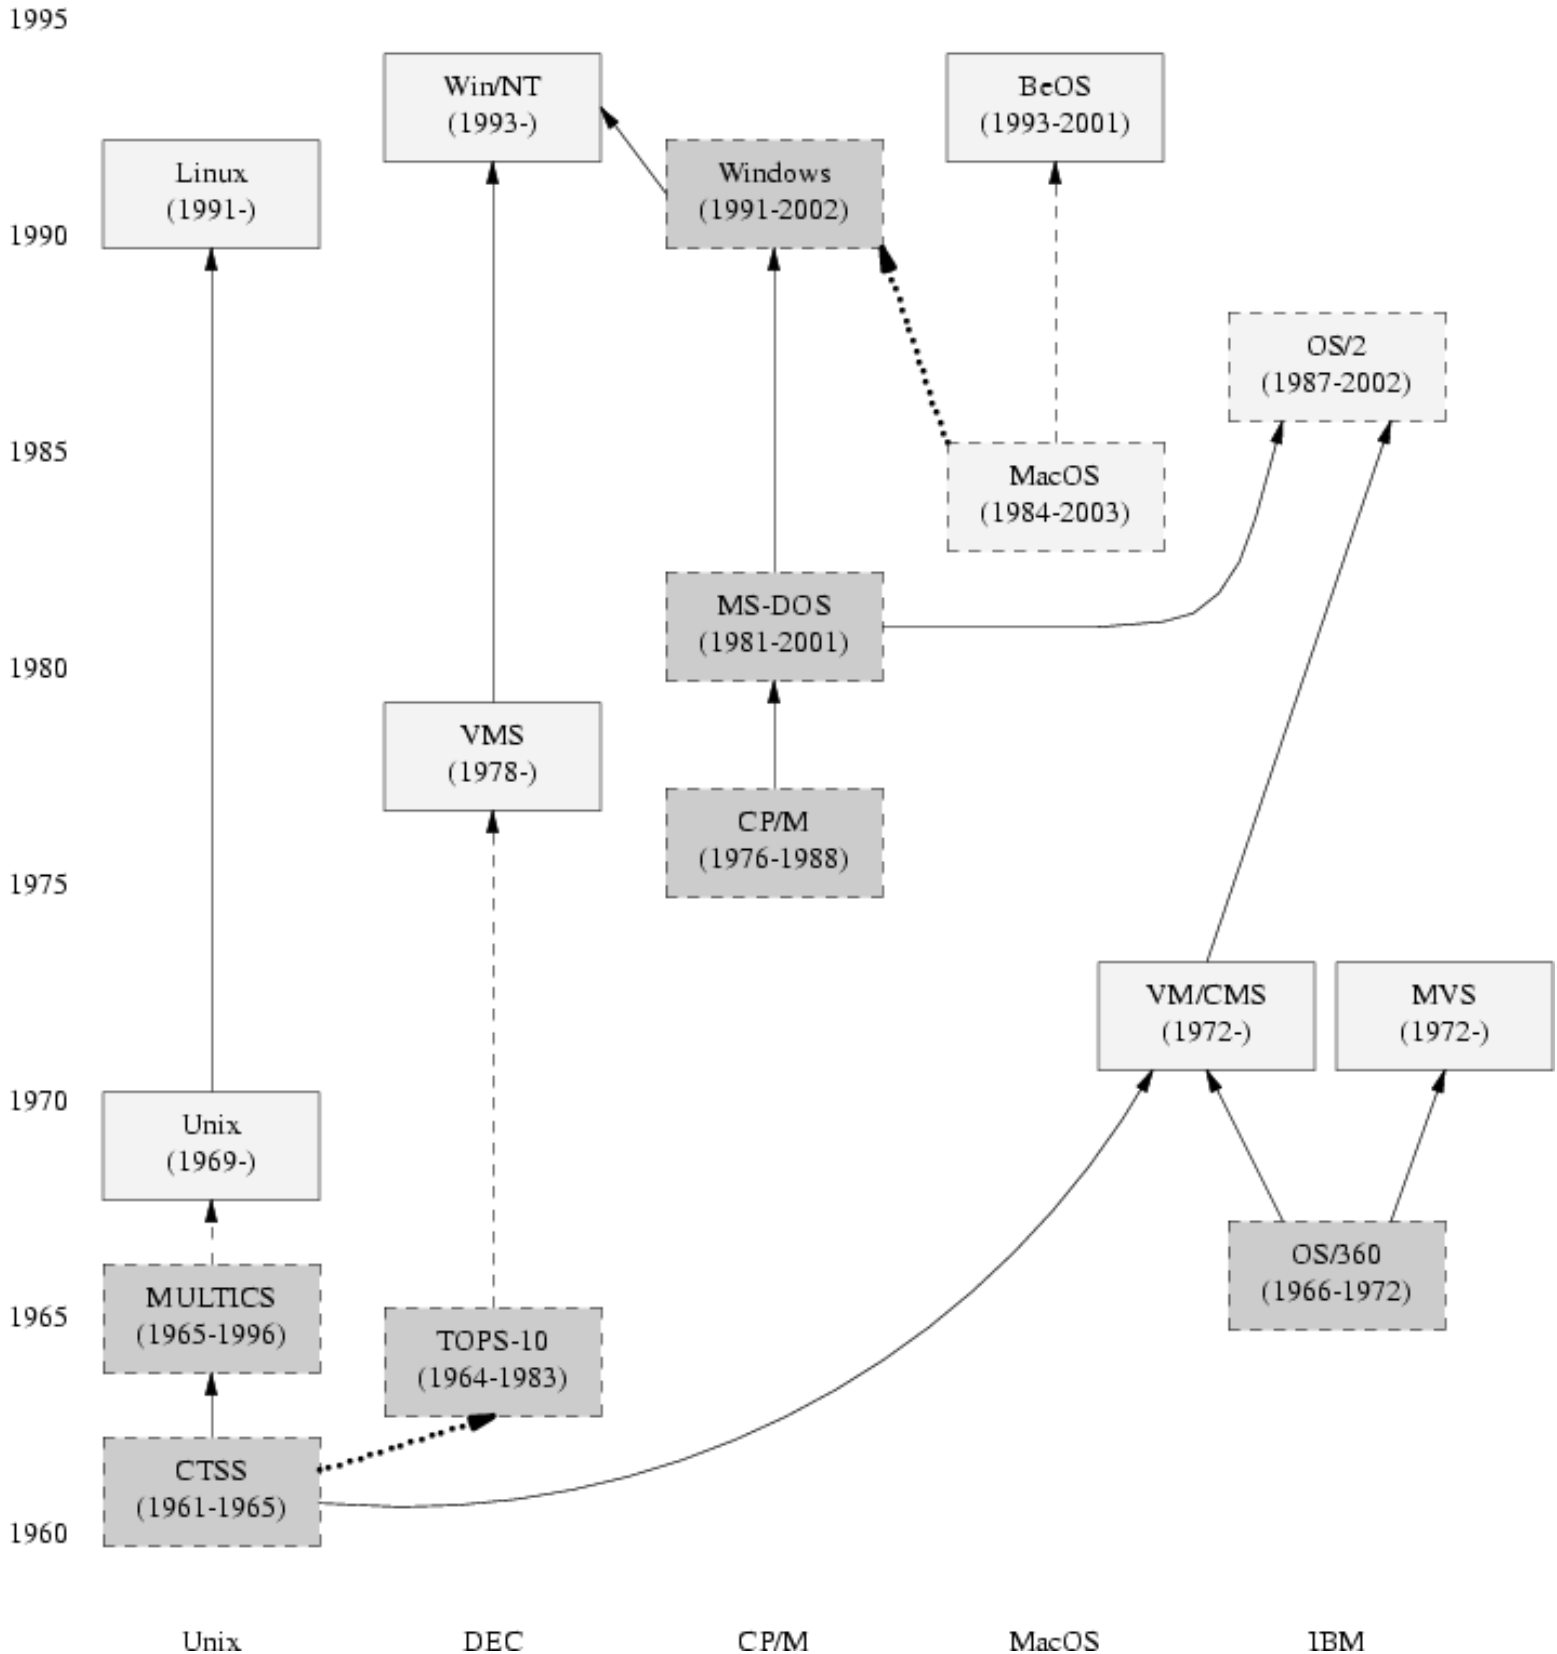 1995
Win/NT
(1993-)
BeOS
(1993-2001)
Linux
(1991-)
Windows
(1991-2002)
1990
OS/2
(1987-2002)
1985
MacOS
(1984-2003)
MS-DOS
(1981-2001)
1980
VMS
(1978-)
CP/M
(1976-1988)
1975
VM/CMS
(1972-)
MVS
(1972-)
1970
Unix
(1969-)
OS/360
(1966-1972)
MULTICS
(1965-1996)
1965
TOPS-10
(1964-1983)
CTSS
(1961-1965)
1960
Unix
DEC
CP/M
MacOS
IBM